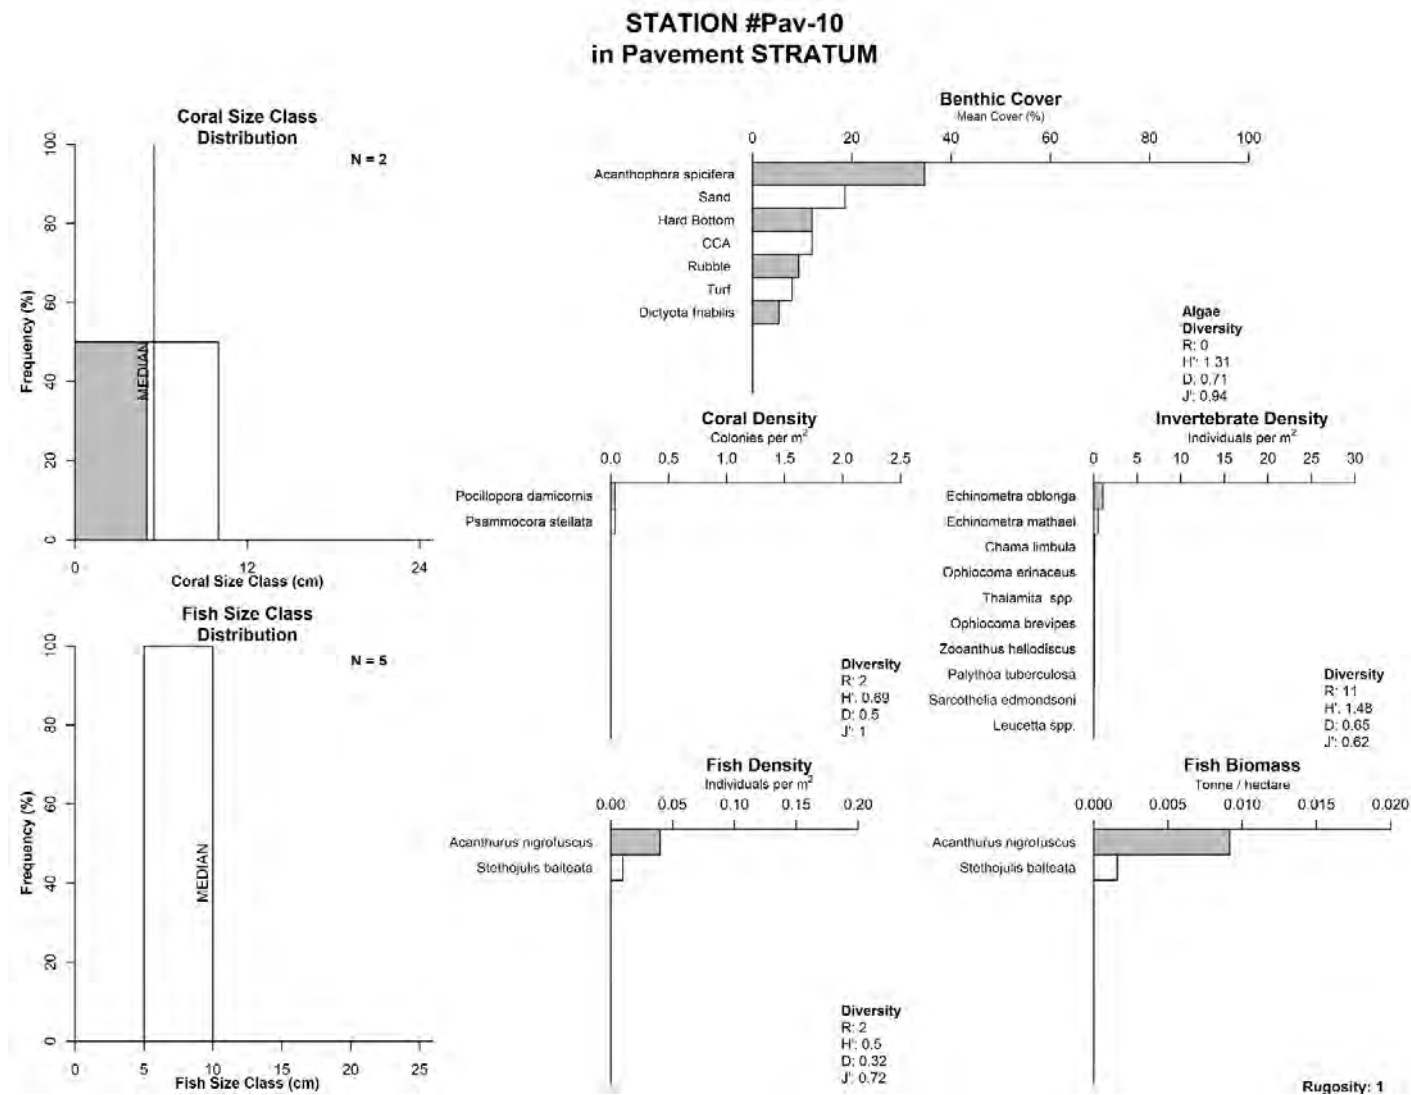 STATION #Pav-10
in Pavement STRATUM
Coral Size Class
Distribution
N = 2
Frequency (%)
0 20 40 60 80 100
MEDIAN
0 12 24
Coral Size Class (cm)
Benthic Cover
Mean Cover (%)
0 20 40 60 80 100
Acanthophora spicifera
Sand
Hard Bottom
CCA
Rubble
Turf
Dictyota friabilis
Algae
Diversity
R: 0
H': 1.31
D: 0.71
J': 0.94
Coral Density
Colonies per m²
0.0 0.5 1.0 1.5 2.0 2.5
Pocillopora damicornis
Psammocora stellata
Diversity
R: 2
H': 0.69
D: 0.5
J': 1
Invertebrate Density
Individuals per m²
0 5 10 15 20 25 30
Echinometra oblonga
Echinometra mathaei
Chama limbula
Ophiocoma erinaceus
Thalamita spp.
Ophiocoma brevipes
Zooanthus heliodiscus
Palythoa tuberculosa
Sarcothelia edmondsoni
Leucetta spp.
Diversity
R: 11
H': 1.48
D: 0.65
J': 0.62
Fish Size Class
Distribution
N = 5
Frequency (%)
0 20 40 60 80 100
MEDIAN
0 5 10 15 20 25
Fish Size Class (cm)
Fish Density
Individuals per m²
0.00 0.05 0.10 0.15 0.20
Acanthurus nigrofuscus
Stethojulis balteata
Diversity
R: 2
H': 0.5
D: 0.32
J': 0.72
Fish Biomass
Tonne / hectare
0.000 0.005 0.010 0.015 0.020
Acanthurus nigrofuscus
Stethojulis balteata
Rugosity: 1